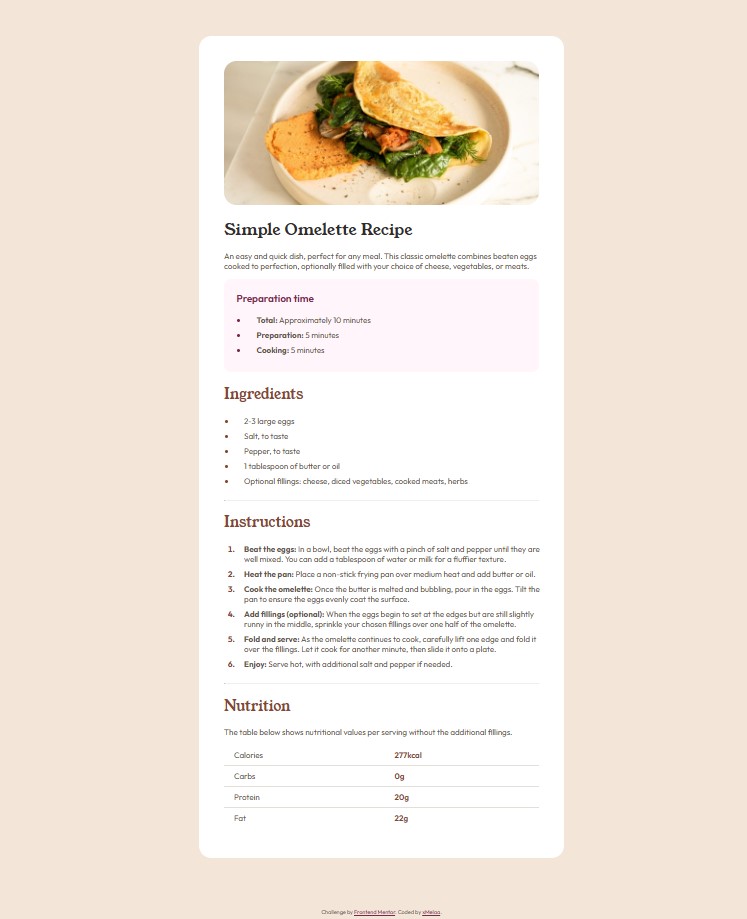 Simple Omelette Recipe
An easy and quick dish, perfect for any meal. This classic omelette combines beaten eggs
cooked to perfection, optionally filled with your choice of cheese, vegetables, or meats.
Preparation time
• Total: Approximately 10 minutes
• Preparation: 5 minutes
• Cooking: 5 minutes
Ingredients
• 2-3 large eggs
• Salt, to taste
• Pepper, to taste
• 1 tablespoon of butter or oil
• Optional fillings: cheese, diced vegetables, cooked meats, herbs
Instructions
1. Beat the eggs: In a bowl, beat the eggs with a pinch of salt and pepper until they are
well mixed. You can add a tablespoon of water or milk for a fluffier texture.
2. Heat the pan: Place a non-stick frying pan over medium heat and add butter or oil.
3. Cook the omelette: Once the butter is melted and bubbling, pour in the eggs. Tilt the
pan to ensure the eggs evenly coat the surface.
4. Add fillings (optional): When the eggs begin to set at the edges but are still slightly
runny in the middle, sprinkle your chosen fillings over one half of the omelette.
5. Fold and serve: As the omelette continues to cook, carefully lift one edge and fold it
over the fillings. Let it cook for another minute, then slide it onto a plate.
6. Enjoy: Serve hot, with additional salt and pepper if needed.
Nutrition
The table below shows nutritional values per serving without the additional fillings.
Calories 277kcal
Carbs 0g
Protein 20g
Fat 22g
Challenge by Frontend Mentor. Coded by